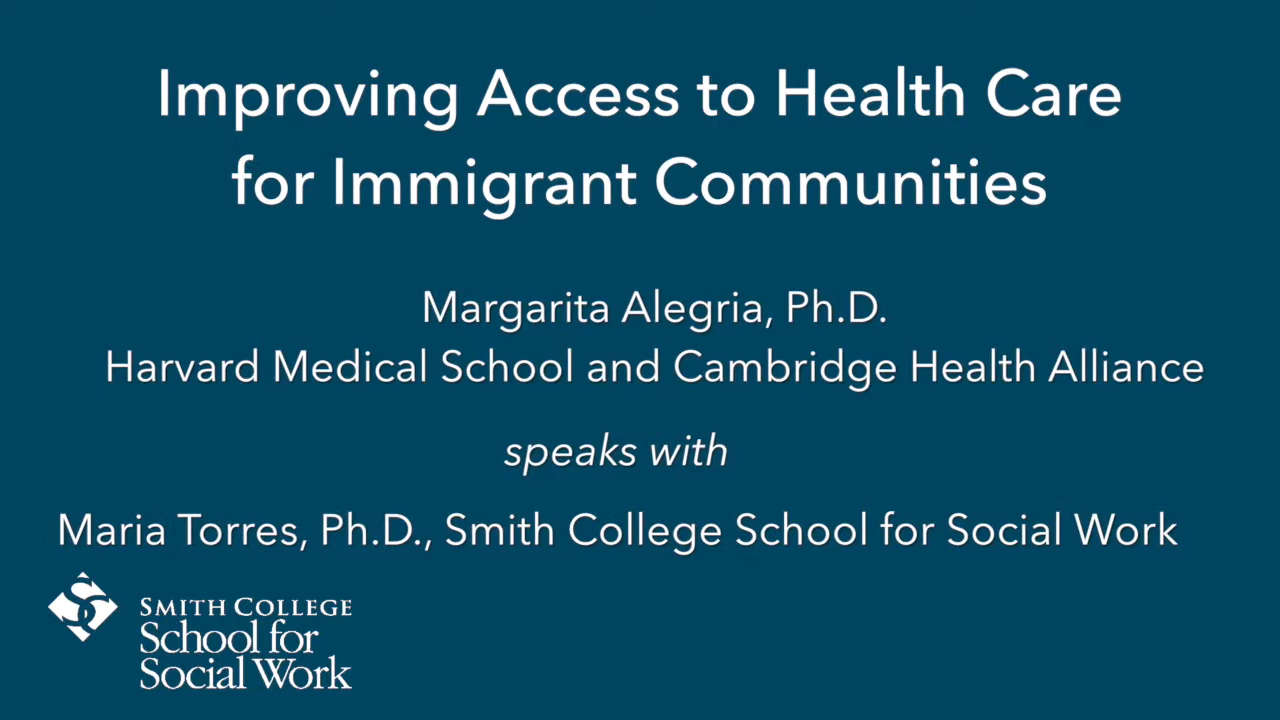 Improving Access to Health Care
for Immigrant Communities
Margarita Alegria, Ph.D.
Harvard Medical School and Cambridge Health Alliance
speaks with
Maria Torres, Ph.D., Smith College School for Social Work
SMITH COLLEGE
School for
Social Work